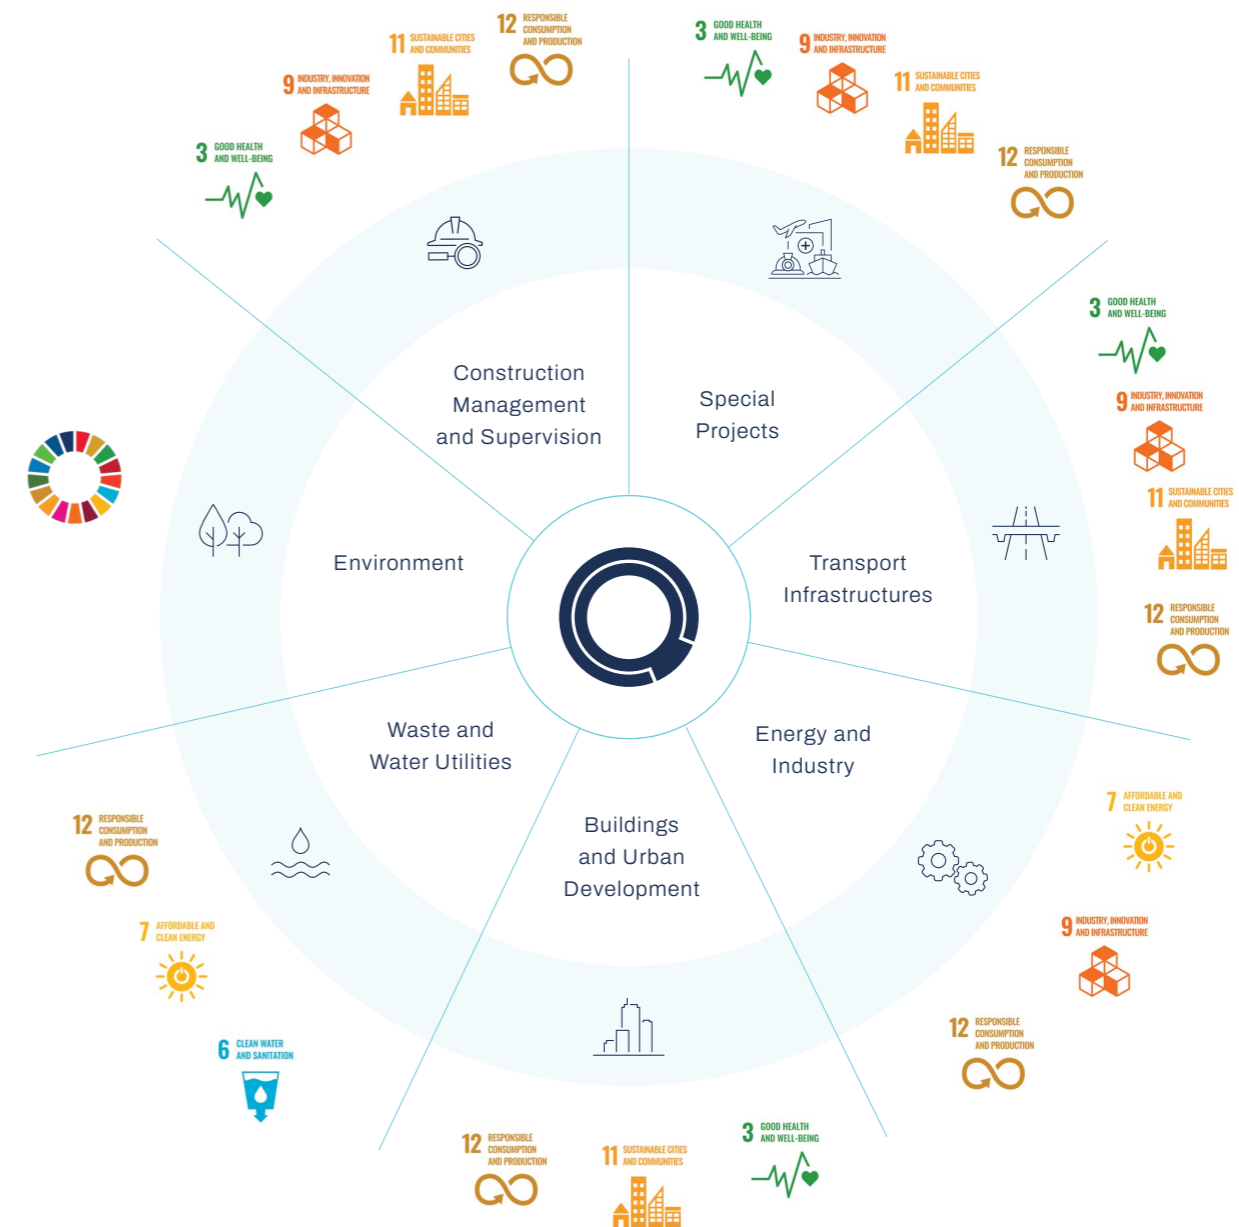 12 RESPONSIBLE
CONSUMPTION
AND PRODUCTION
11 SUSTAINABLE CITIES
AND COMMUNITIES
9 INDUSTRY, INNOVATION
AND INFRASTRUCTURE
3 GOOD HEALTH
AND WELL-BEING
3 GOOD HEALTH
AND WELL-BEING
9 INDUSTRY, INNOVATION
AND INFRASTRUCTURE
11 SUSTAINABLE CITIES
AND COMMUNITIES
12 RESPONSIBLE
CONSUMPTION
AND PRODUCTION
3 GOOD HEALTH
AND WELL-BEING
9 INDUSTRY, INNOVATION
AND INFRASTRUCTURE
11 SUSTAINABLE CITIES
AND COMMUNITIES
12 RESPONSIBLE
CONSUMPTION
AND PRODUCTION
Construction
Management
and Supervision
Special
Projects
Environment
Transport
Infrastructures
Waste and
Water Utilities
Energy and
Industry
Buildings
and Urban
Development
7 AFFORDABLE AND
CLEAN ENERGY
9 INDUSTRY, INNOVATION
AND INFRASTRUCTURE
12 RESPONSIBLE
CONSUMPTION
AND PRODUCTION
12 RESPONSIBLE
CONSUMPTION
AND PRODUCTION
7 AFFORDABLE AND
CLEAN ENERGY
6 CLEAN WATER
AND SANITATION
12 RESPONSIBLE
CONSUMPTION
AND PRODUCTION
11 SUSTAINABLE CITIES
AND COMMUNITIES
3 GOOD HEALTH
AND WELL-BEING